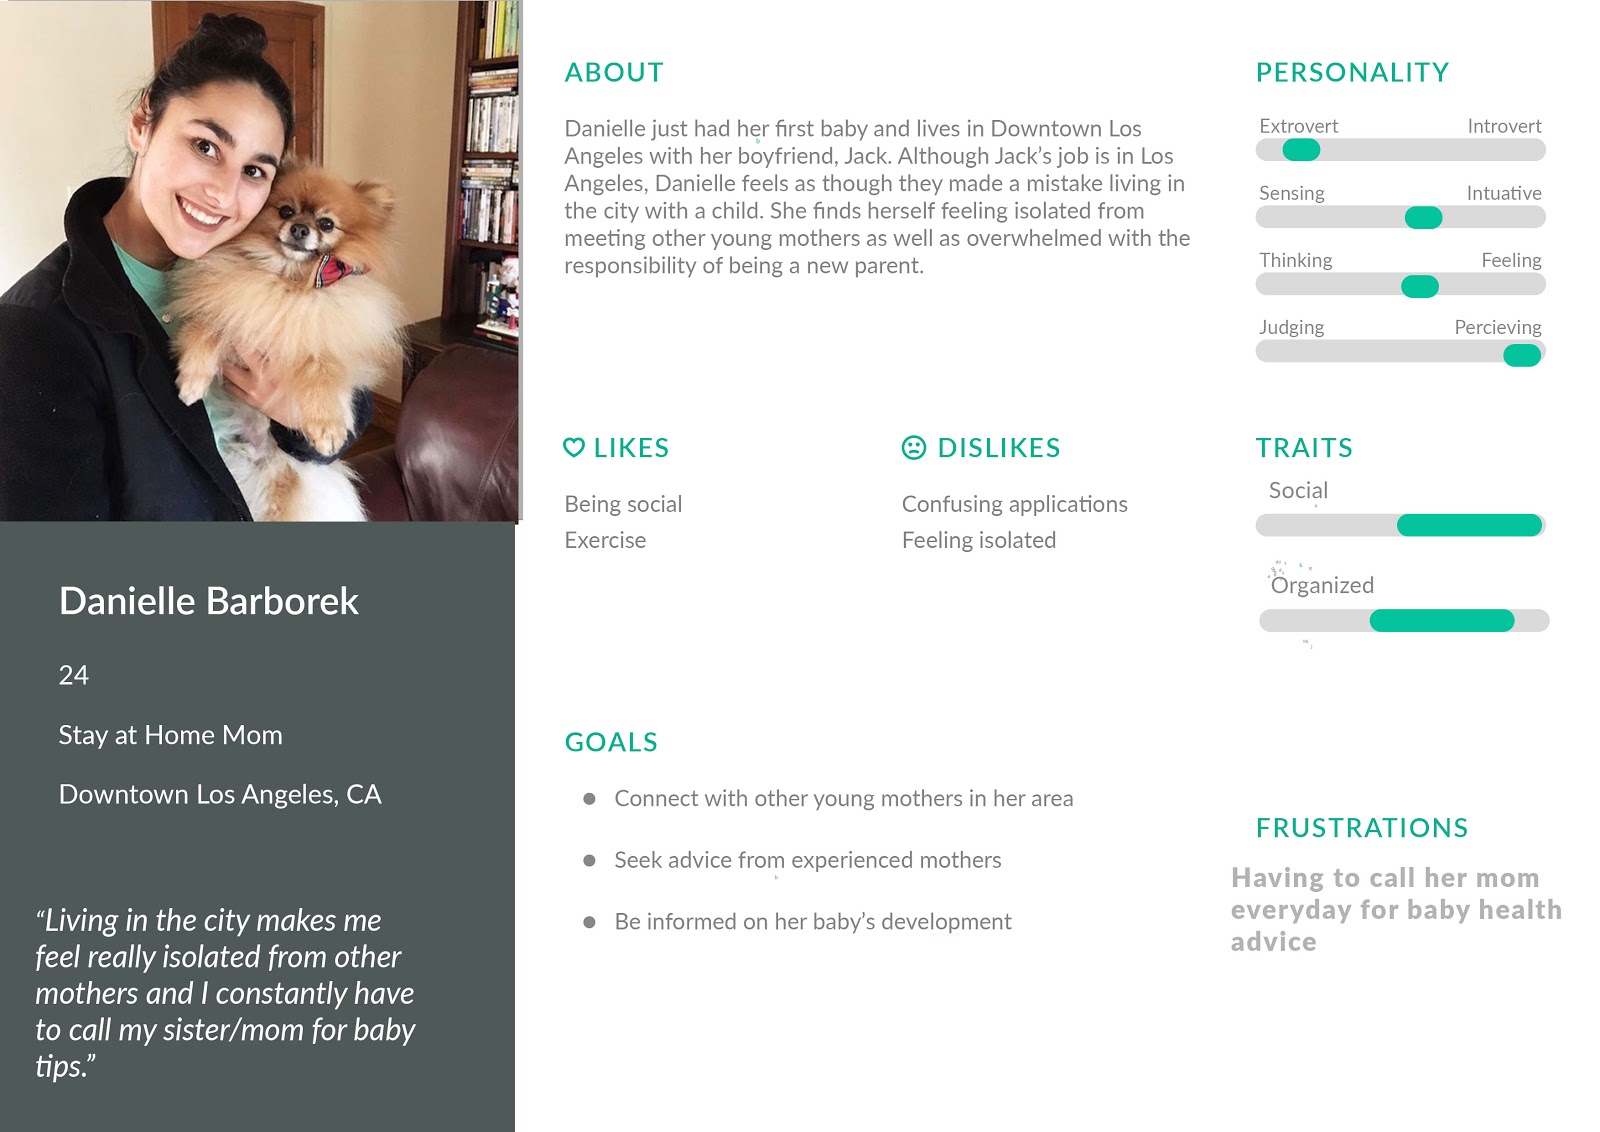 Danielle Barborek
24
Stay at Home Mom
Downtown Los Angeles, CA
“Living in the city makes me
feel really isolated from other
mothers and I constantly have
to call my sister/mom for baby
tips.”
ABOUT
Danielle just had her first baby and lives in Downtown Los
Angeles with her boyfriend, Jack. Although Jack’s job is in Los
Angeles, Danielle feels as though they made a mistake living in
the city with a child. She finds herself feeling isolated from
meeting other young mothers as well as overwhelmed with the
responsibility of being a new parent.
LIKES
Being social
Exercise
DISLIKES
Confusing applications
Feeling isolated
GOALS
● Connect with other young mothers in her area
● Seek advice from experienced mothers
● Be informed on her baby’s development
PERSONALITY
Extrovert Introvert
Sensing Intuative
Thinking Feeling
Judging Percieving
TRAITS
Social
Organized
FRUSTRATIONS
Having to call her mom
everyday for baby health
advice